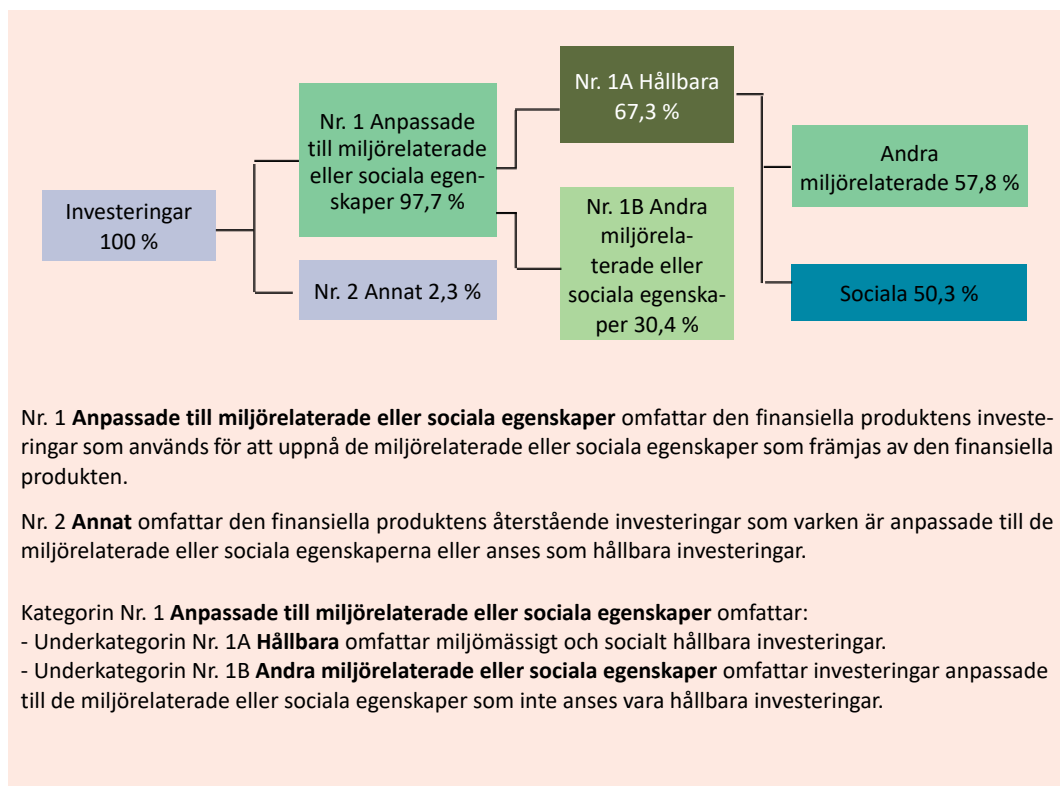 Investeringar
100 %
Nr. 1 Anpassade
till miljörelaterade
eller sociala egen-
skaper 97,7 %
Nr. 2 Annat 2,3 %
Nr. 1A Hållbara
67,3 %
Nr. 1B Andra
miljörela-
terade eller
sociala egenska-
per 30,4 %
Andra
miljörelaterade 57,8 %
Sociala 50,3 %
Nr. 1 Anpassade till miljörelaterade eller sociala egenskaper omfattar den finansiella produktens investe-
ringar som används för att uppnå de miljörelaterade eller sociala egenskaper som främjas av den finansiella
produkten.
Nr. 2 Annat omfattar den finansiella produktens återstående investeringar som varken är anpassade till de
miljörelaterade eller sociala egenskaperna eller anses som hållbara investeringar.
Kategorin Nr. 1 Anpassade till miljörelaterade eller sociala egenskaper omfattar:
- Underkategorin Nr. 1A Hållbara omfattar miljömässigt och socialt hållbara investeringar.
- Underkategorin Nr. 1B Andra miljörelaterade eller sociala egenskaper omfattar investeringar anpassade
till de miljörelaterade eller sociala egenskaper som inte anses vara hållbara investeringar.